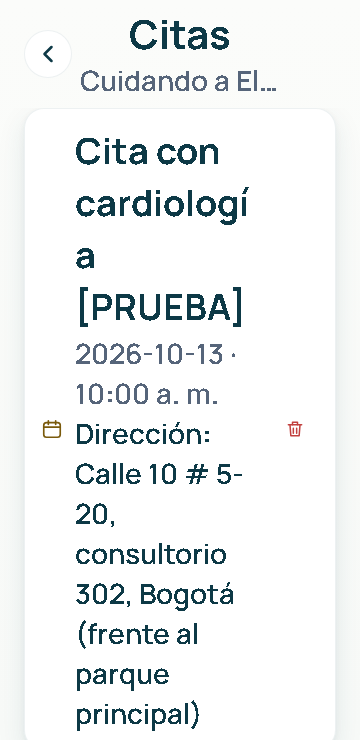 Citas
Cuidando a El...
Cita con
cardiologí
a
[PRUEBA]
2026-10-13 ·
10:00 a. m.
Dirección:
Calle 10 # 5-
20,
consultorio
302, Bogotá
(frente al
parque
principal)